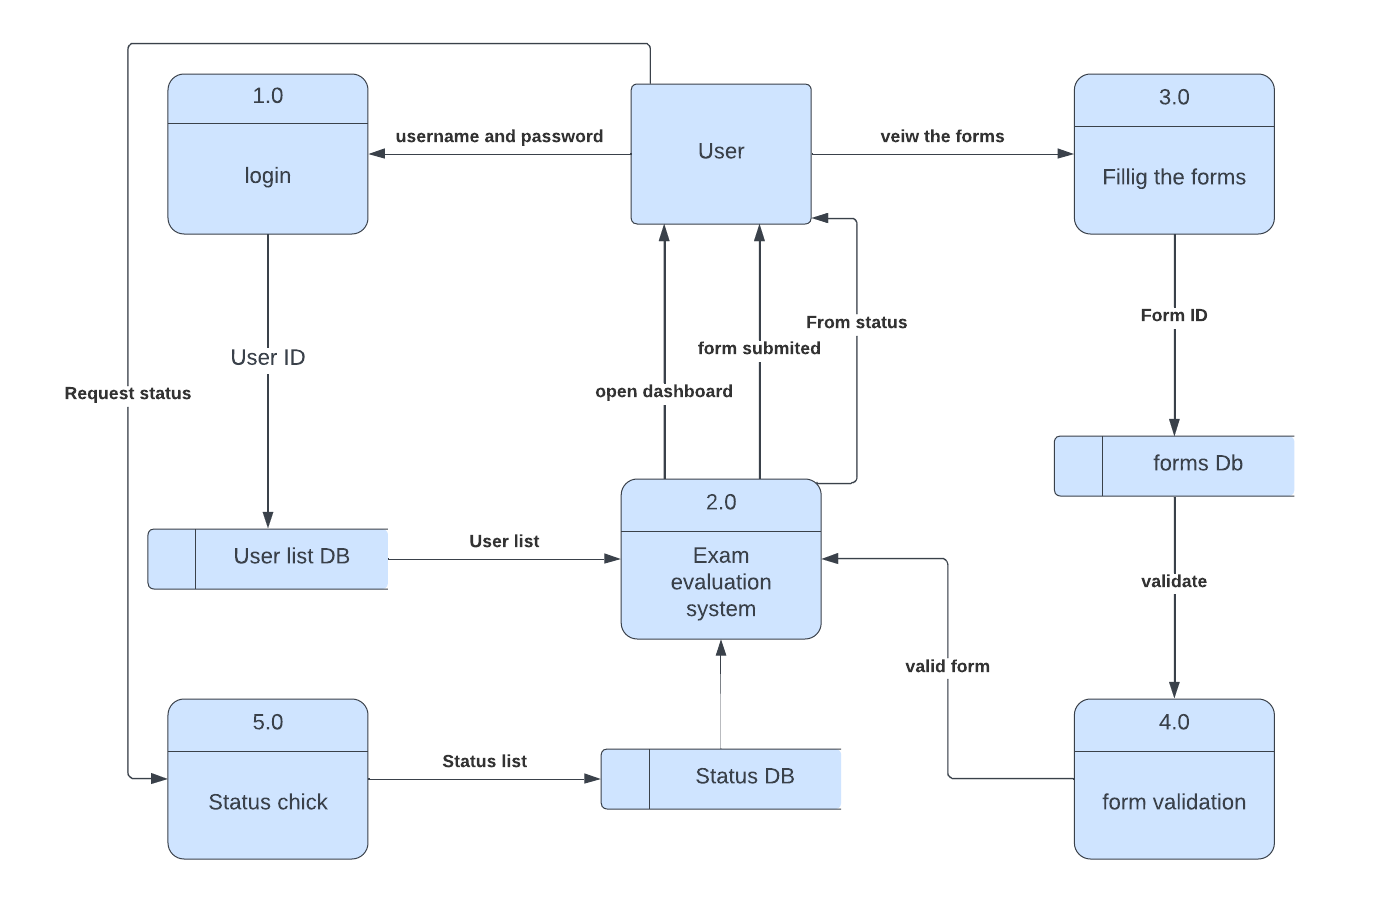 1.0
login
username and password
User
veiw the forms
3.0
Fillig the forms
User ID
Request status
open dashboard
form submited
From status
Form ID
forms Db
User list DB
User list
2.0
Exam
evaluation
system
validate
valid form
5.0
Status chick
Status list
Status DB
4.0
form validation